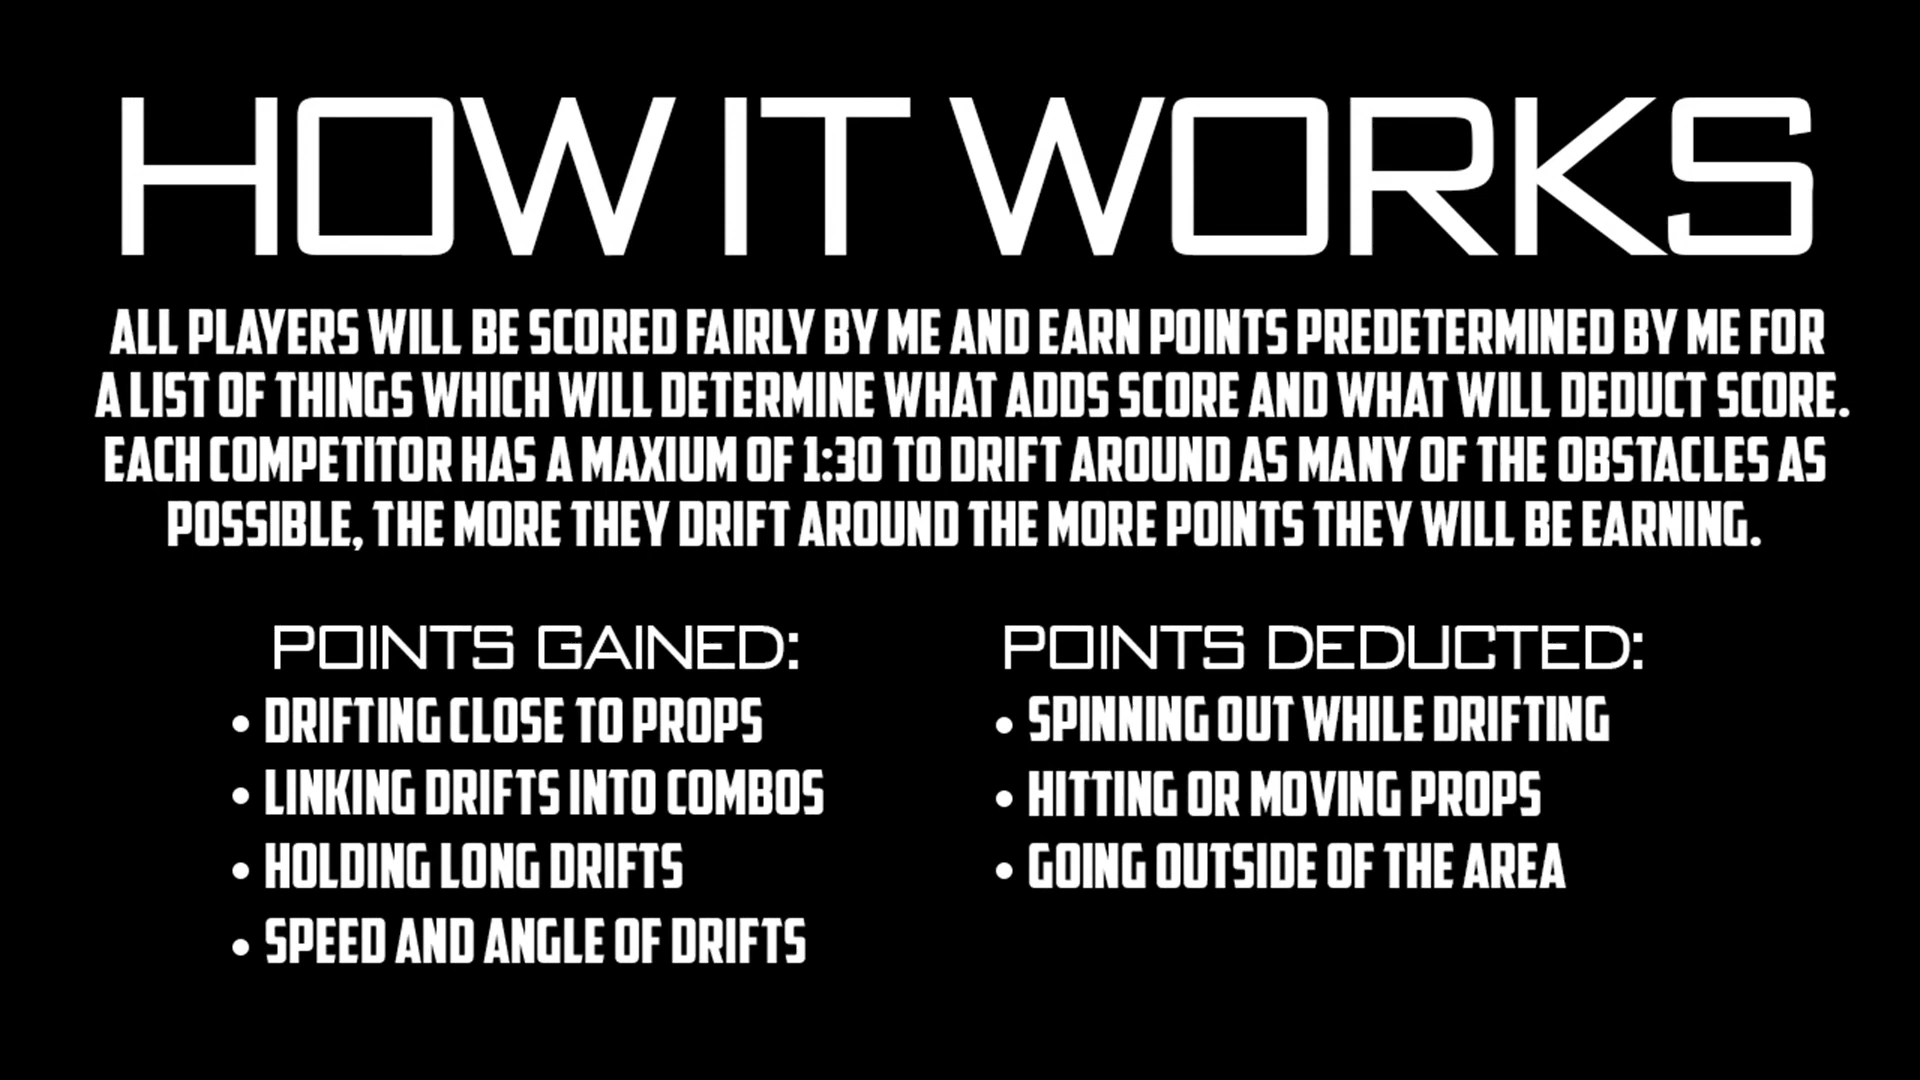 HOW IT WORKS
ALL PLAYERS WILL BE SCORED FAIRLY BY ME AND EARN POINTS PREDETERMINED BY ME FOR
A LIST OF THINGS WHICH WILL DETERMINE WHAT ADDS SCORE AND WHAT WILL DEDUCT SCORE.
EACH COMPETITOR HAS A MAXIUM OF 1:30 TO DRIFT AROUND AS MANY OF THE OBSTACLES AS
POSSIBLE, THE MORE THEY DRIFT AROUND THE MORE POINTS THEY WILL BE EARNING.
POINTS GAINED:
• DRIFTING CLOSE TO PROPS
• LINKING DRIFTS INTO COMBOS
• HOLDING LONG DRIFTS
• SPEED AND ANGLE OF DRIFTS
POINTS DEDUCTED:
• SPINNING OUT WHILE DRIFTING
• HITTING OR MOVING PROPS
• GOING OUTSIDE OF THE AREA